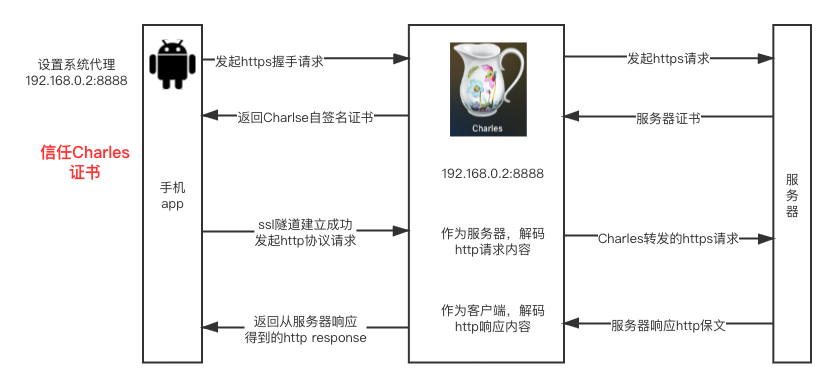 设置系统代理
192.168.0.2:8888
信任Charles
证书
手机
app
发起https握手请求
返回Charlse自签名证书
ssl隧道建立成功
发起http协议请求
返回从服务器响应
得到的http response
Charles
192.168.0.2:8888
作为服务器，解码
http请求内容
作为客户端，解码
http响应内容
发起https请求
服务器证书
Charles转发的https请求
服务器响应http保文
服
务
器